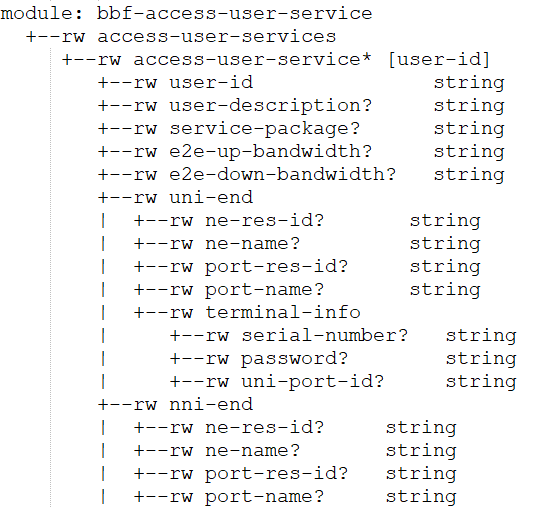 module: bbf-access-user-service
  +--rw access-user-services
     +--rw access-user-service* [user-id]
        +--rw user-id               string
        +--rw user-description?     string
        +--rw service-package?      string
        +--rw e2e-up-bandwidth?     string
        +--rw e2e-down-bandwidth?   string
        +--rw uni-end
        |  +--rw ne-res-id?       string
        |  +--rw ne-name?         string
        |  +--rw port-res-id?     string
        |  +--rw port-name?       string
        |  +--rw terminal-info
        |     +--rw serial-number?   string
        |     +--rw password?        string
        |     +--rw uni-port-id?     string
        +--rw nni-end
        |  +--rw ne-res-id?     string
        |  +--rw ne-name?       string
        |  +--rw port-res-id?   string
        |  +--rw port-name?     string